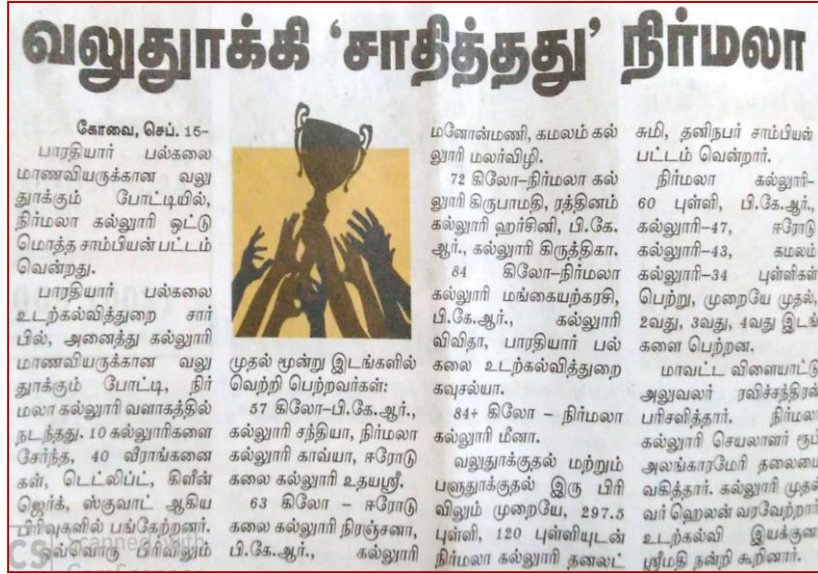 வலுதூக்கி ‘சாதித்தது’ நிர்மலா
கோவை, செப். 15-
பாரதியார் பல்கலை
மாணவியருக்கான வலு
தூக்கும் போட்டியில்,
நிர்மலா கல்லூரி ஒட்டு
மொத்த சாம்பியன் பட்டம்
வென்றது.
பாரதியார் பல்கலை
உடற்கல்வித்துறை சார்
பில், அனைத்து கல்லூரி
மாணவியருக்கான வலு
தூக்கும் போட்டி, நிர்
மலா கல்லூரி வளாகத்தில்
நடந்தது. 10 கல்லூரிகளை
சேர்ந்த, 40 வீராங்கனை
கள், டெட்லிப்ட், கிளீன்
ஜெர்க், ஸ்குவாட் ஆகிய
பிரிவுகளில் பங்கேற்றனர்.
ஒவ்வொரு பிரிவிலும்
முதல் மூன்று இடங்களில்
வெற்றி பெற்றவர்கள்:
57 கிலோ-பி.கே.ஆர்.,
கல்லூரி சந்தியா, நிர்மலா
கல்லூரி காவ்யா, ஈரோடு
கலை கல்லூரி உதயஸ்ரீ.
63 கிலோ - ஈரோடு
கலை கல்லூரி நிரஞ்சனா,
பி.கே.ஆர்., கல்லூரி
மனோன்மணி, கமலம் கல்
லூரி மலர்விழி.
72 கிலோ-நிர்மலா கல்
லூரி கிருபாமதி, ரத்தினம்
கல்லூரி ஹர்சினி, பி.கே.
ஆர்., கல்லூரி கிருத்திகா.
84 கிலோ-நிர்மலா
கல்லூரி மங்கையற்கரசி,
பி.கே.ஆர்., கல்லூரி
விவிதா, பாரதியார் பல்
கலை உடற்கல்வித்துறை
கவுசல்யா.
84+ கிலோ - நிர்மலா
கல்லூரி மீனா.
வலுதூக்குதல் மற்றும்
பளுதூக்குதல் இரு பிரி
விலும் முறையே, 297.5
புள்ளி, 120 புள்ளியுடன்
நிர்மலா கல்லூரி தனலட்
சுமி, தனிநபர் சாம்பியன்
பட்டம் வென்றார்.
நிர்மலா கல்லூரி-
60 புள்ளி, பி.கே.ஆர்.,
கல்லூரி-47, ஈரோடு
கல்லூரி-43, கமலம்
கல்லூரி-34 புள்ளிகள்
பெற்று, முறையே முதல்,
2வது, 3வது, 4வது இடங்
களை பெற்றன.
மாவட்ட விளையாட்டு
அலுவலர் ரவிச்சந்திரன்
பரிசளித்தார். நிர்மலா
கல்லூரி செயலாளர் ரூபி
அலங்காரமேரி தலைமை
வகித்தார். கல்லூரி முதல்
வர் ஹெலன் வரவேற்றார்.
உடற்கல்வி இயக்குனர்
ஸ்ரீமதி நன்றி கூறினார்.
CS Scanned with
CamScanner